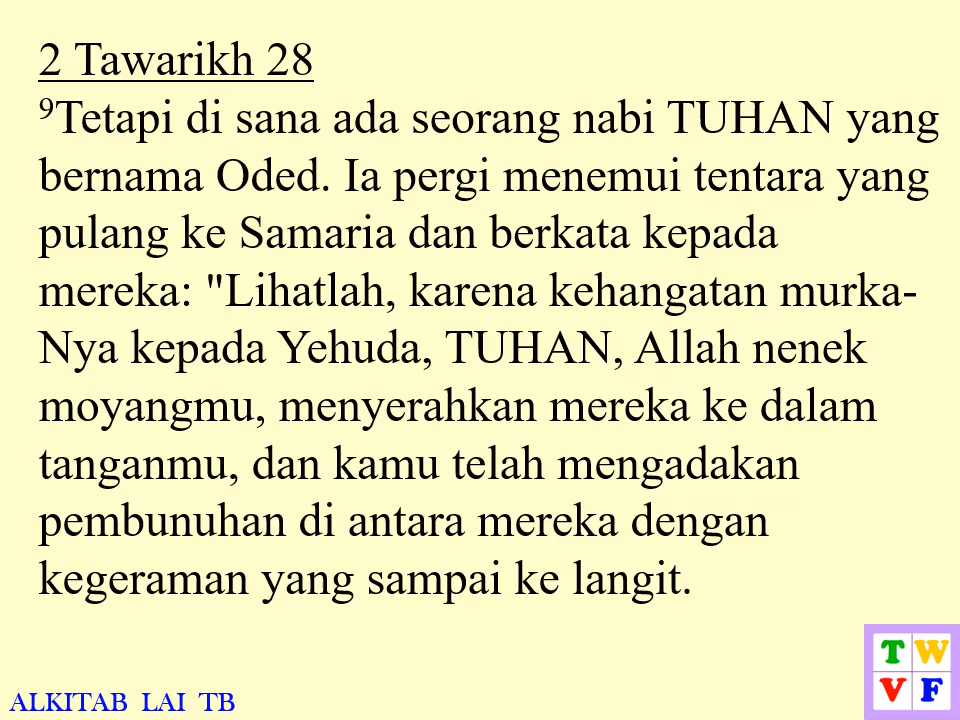 2 Tawarikh 28
⁹Tetapi di sana ada seorang nabi TUHAN yang
bernama Oded. Ia pergi menemui tentara yang
pulang ke Samaria dan berkata kepada
mereka: "Lihatlah, karena kehangatan murka-
Nya kepada Yehuda, TUHAN, Allah nenek
moyangmu, menyerahkan mereka ke dalam
tanganmu, dan kamu telah mengadakan
pembunuhan di antara mereka dengan
kegeraman yang sampai ke langit.
T W
V F
ALKITAB LAI TB